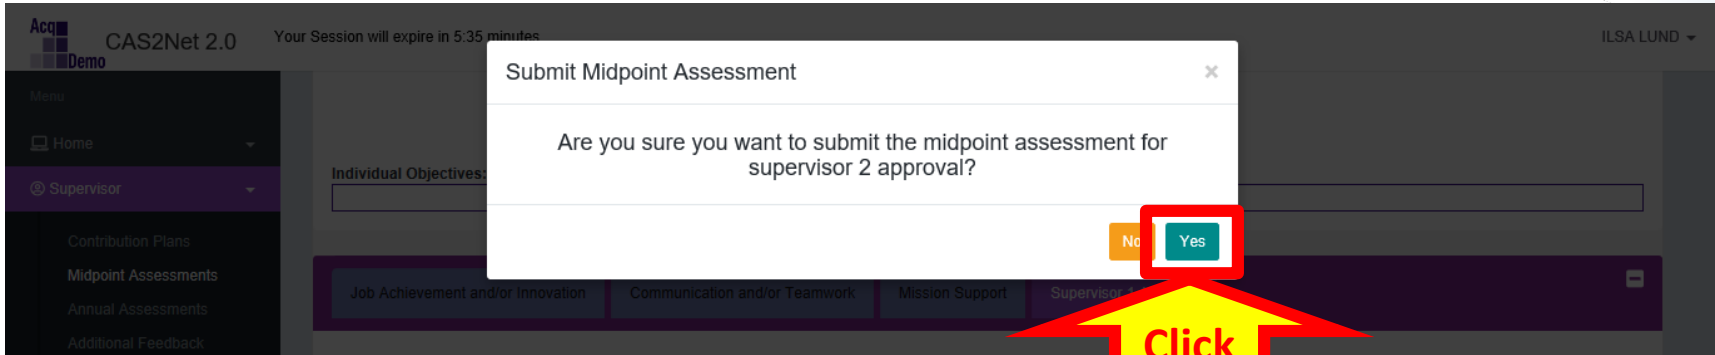 Acq
Demo
CAS2Net 2.0
Your Session will expire in 5:35 minutes
ILSA LUND
Menu
Home
Supervisor
Contribution Plans
Midpoint Assessments
Annual Assessments
Additional Feedback
Submit Midpoint Assessment
×
Are you sure you want to submit the midpoint assessment for
supervisor 2 approval?
No
Yes
Individual Objectives:
Job Achievement and/or Innovation
Communication and/or Teamwork
Mission Support
Supervisor
Click